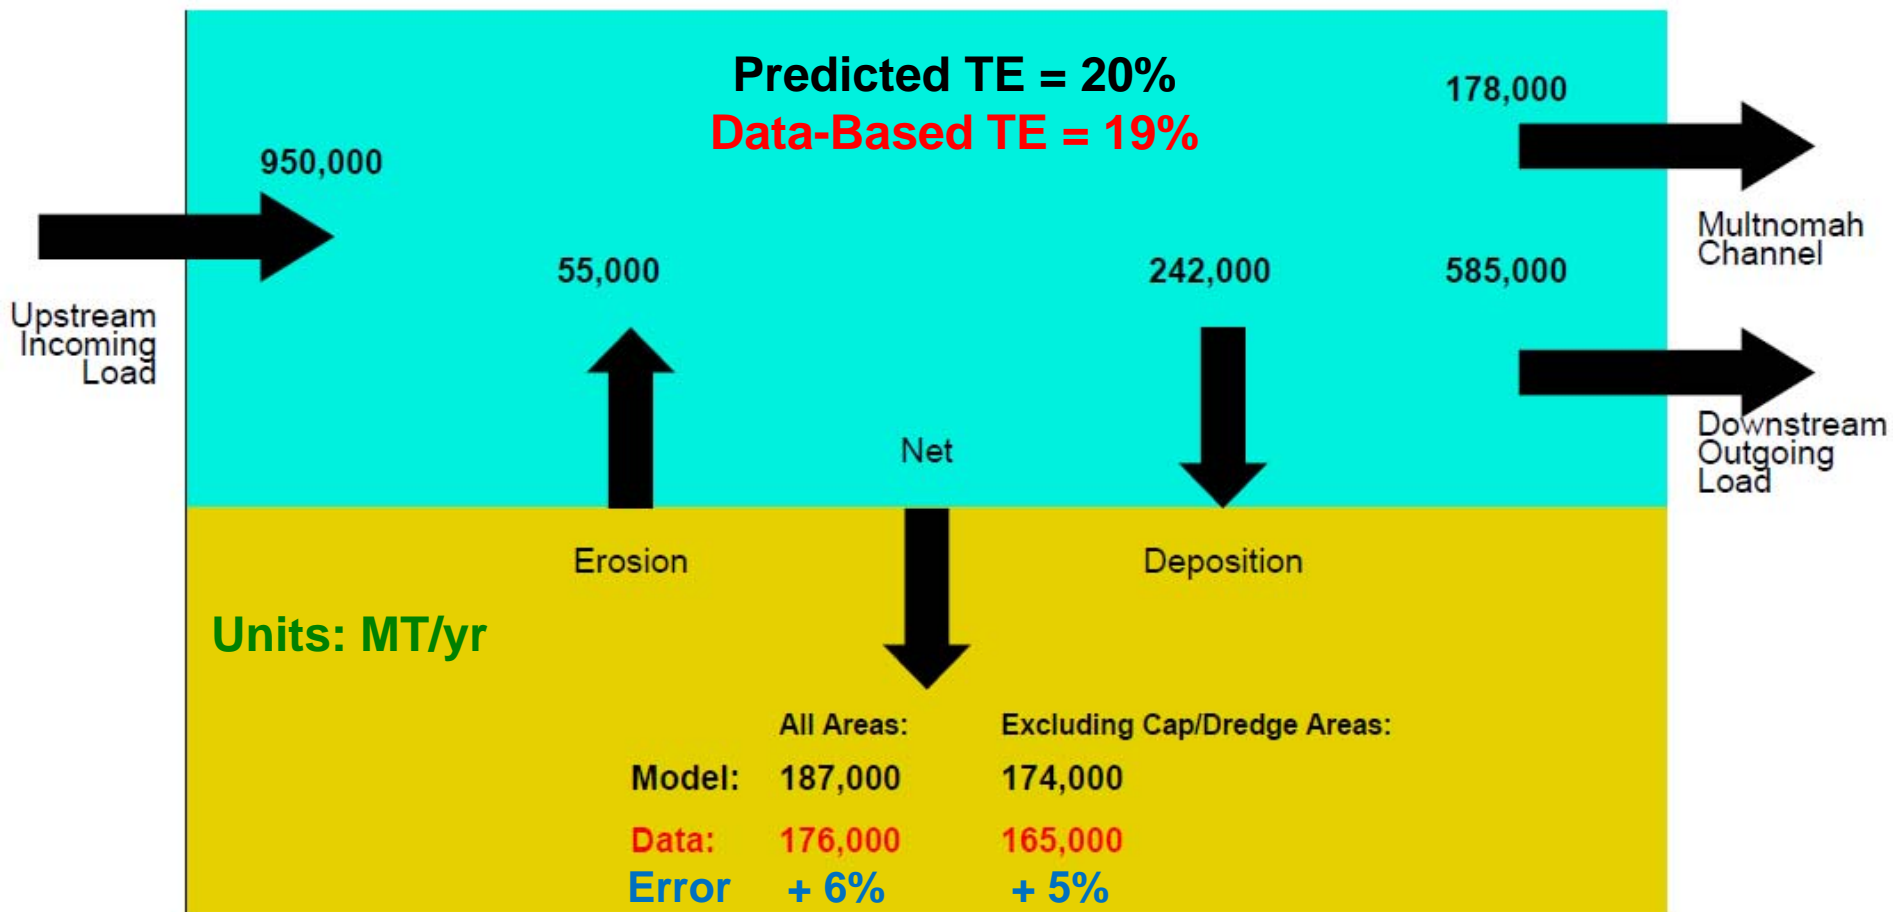 Predicted TE = 20%
Data-Based TE = 19%
178,000
950,000
Multnomah
Channel
55,000
242,000
585,000
Upstream
Incoming
Load
Net
Downstream
Outgoing
Load
Erosion
Deposition
Units: MT/yr
All Areas: Excluding Cap/Dredge Areas:
Model: 187,000 174,000
Data: 176,000 165,000
Error + 6% + 5%